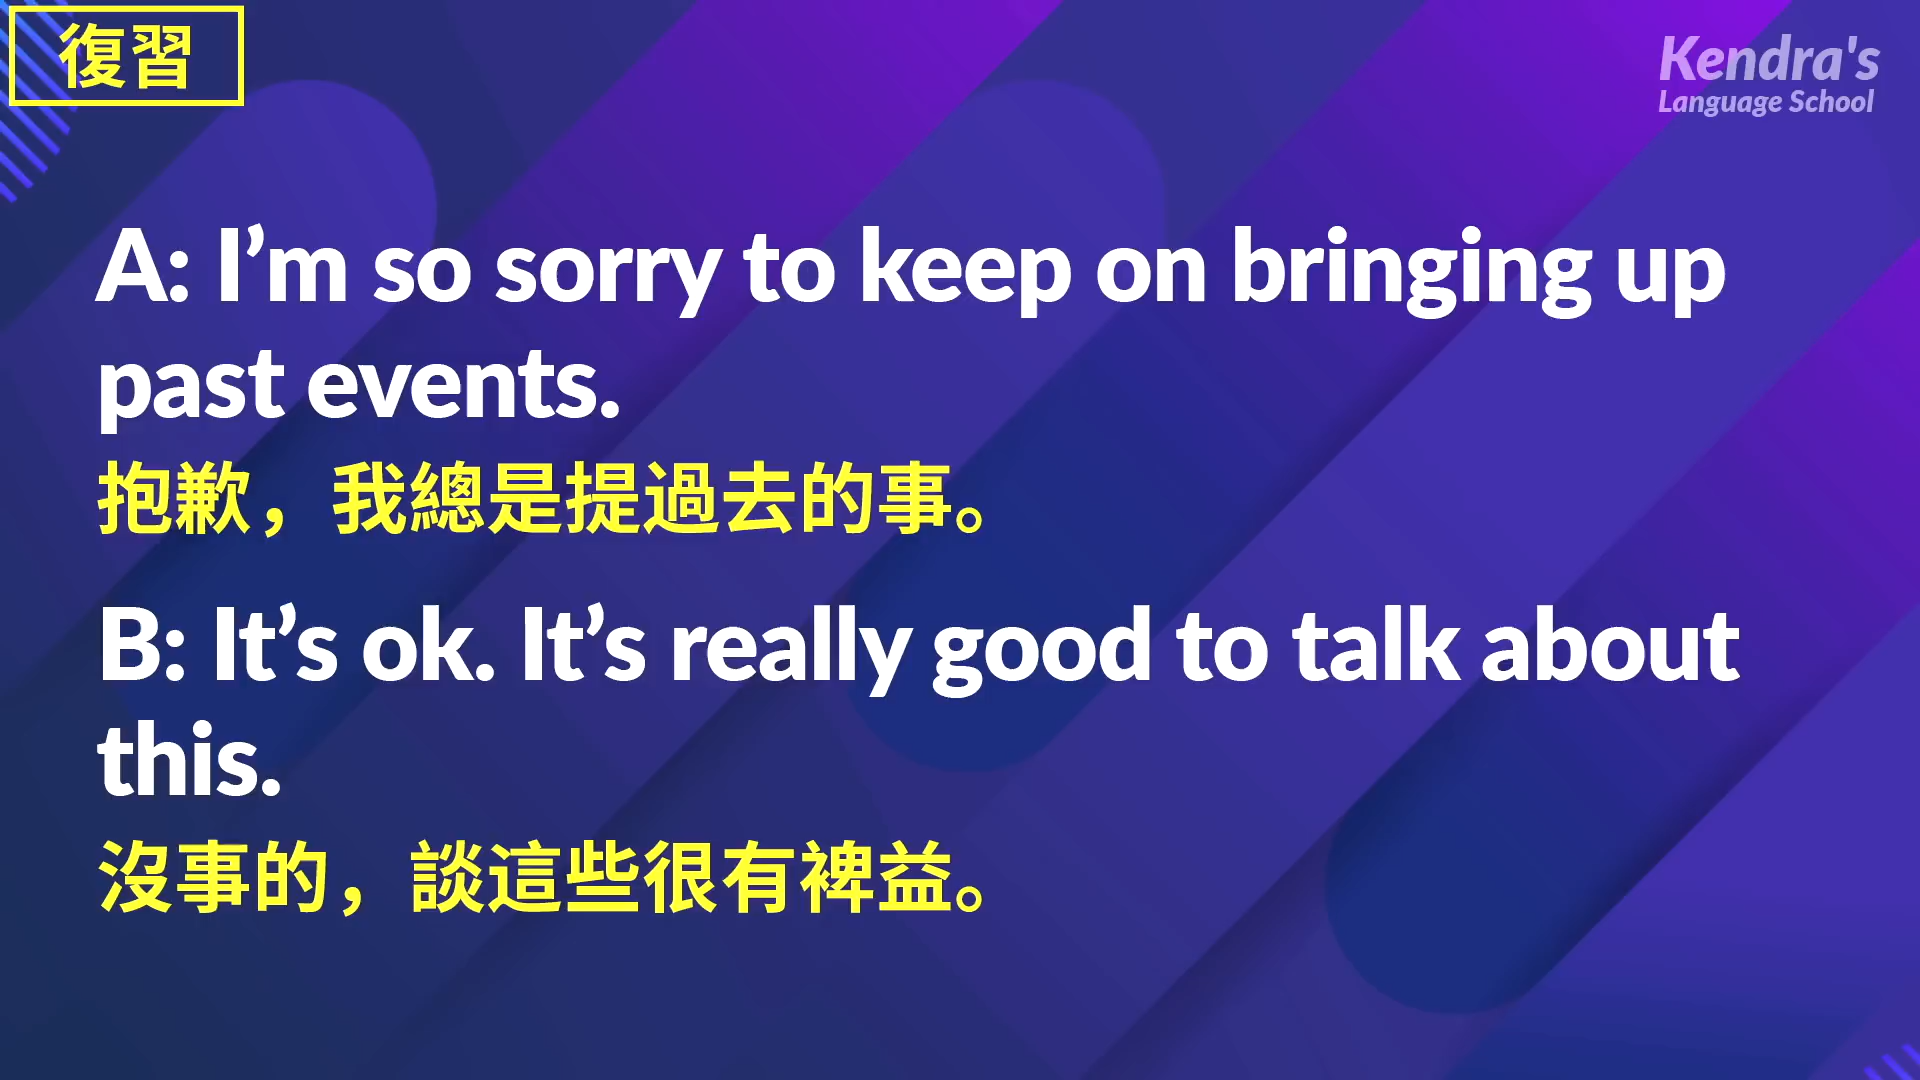 復習
Kendra's
Language School
A: I’m so sorry to keep on bringing up
past events.
抱歉，我總是提過去的事。
B: It’s ok. It’s really good to talk about
this.
沒事的，談這些很有裨益。